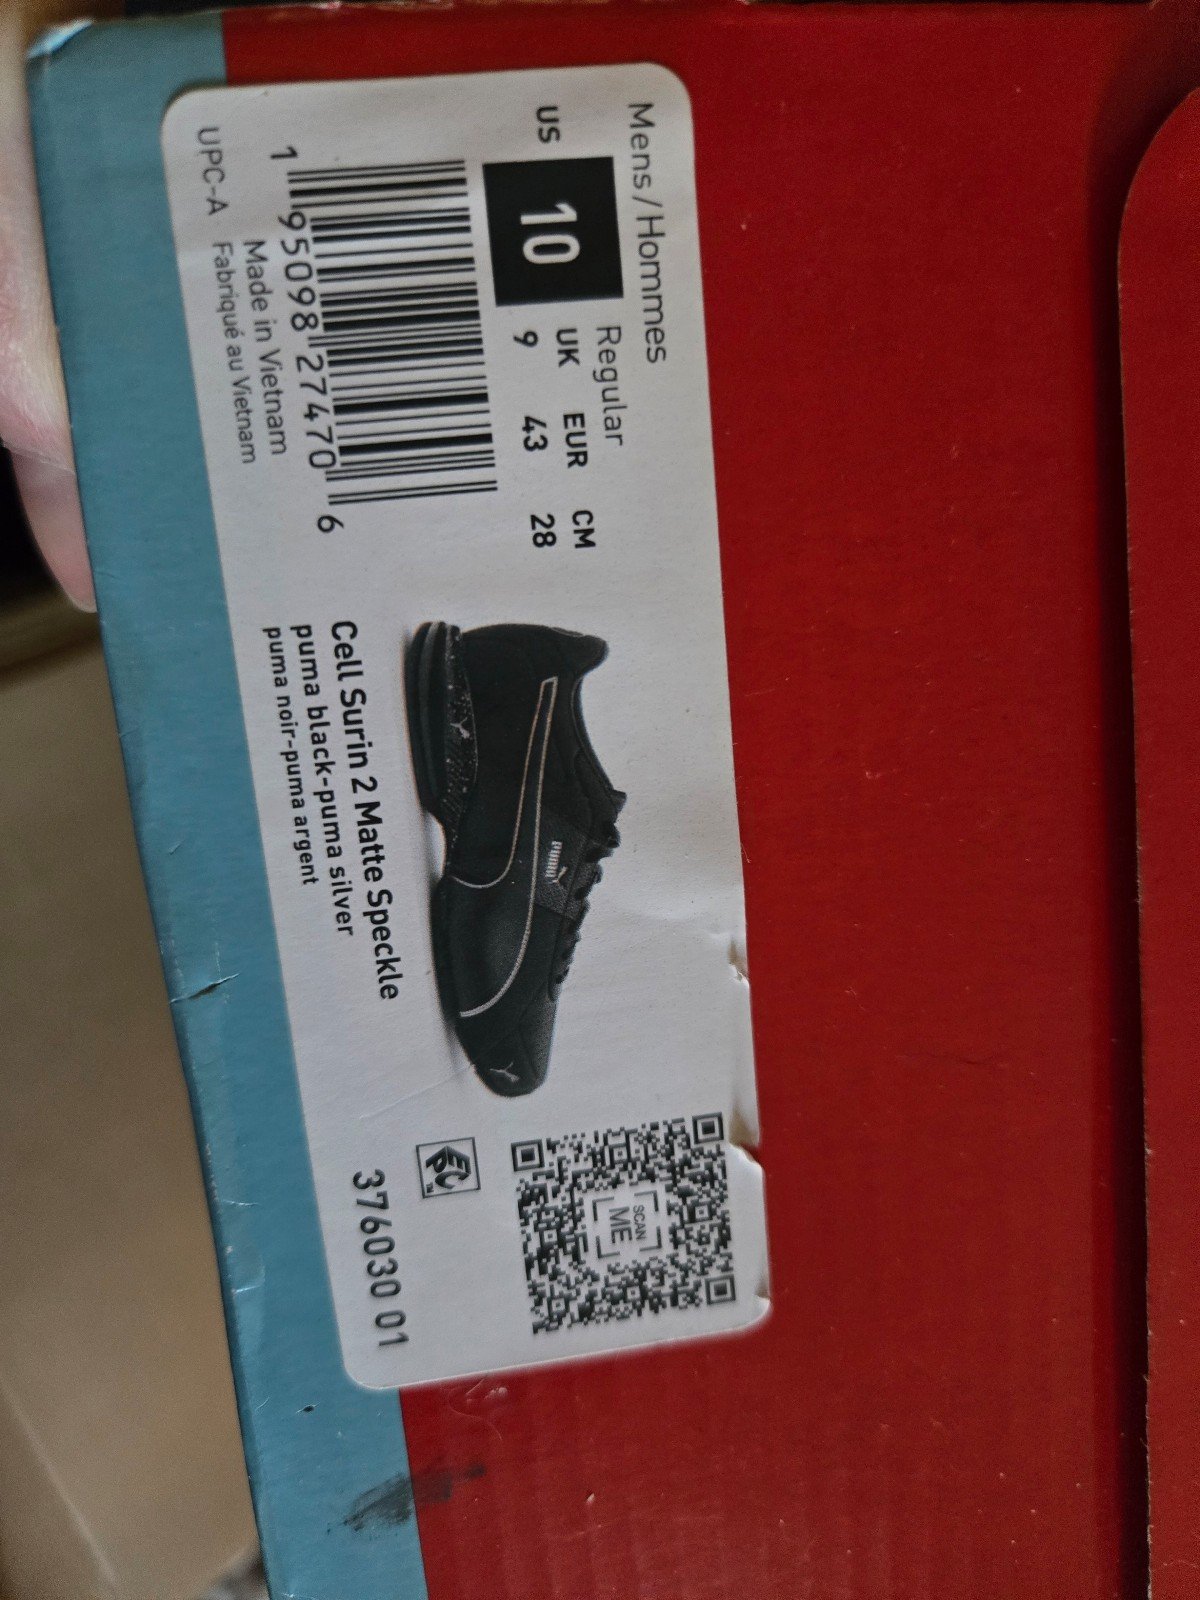 Mens / Hommes
Regular
US UK EUR CM
10 9 43 28
1 95098 27470 6
UPC-A
Made in Vietnam
Fabriqué au Vietnam
puma
Cell Surin 2 Matte Speckle
puma black-puma silver
puma noir-puma argent
SCAN
ME
EPC™
376030 01